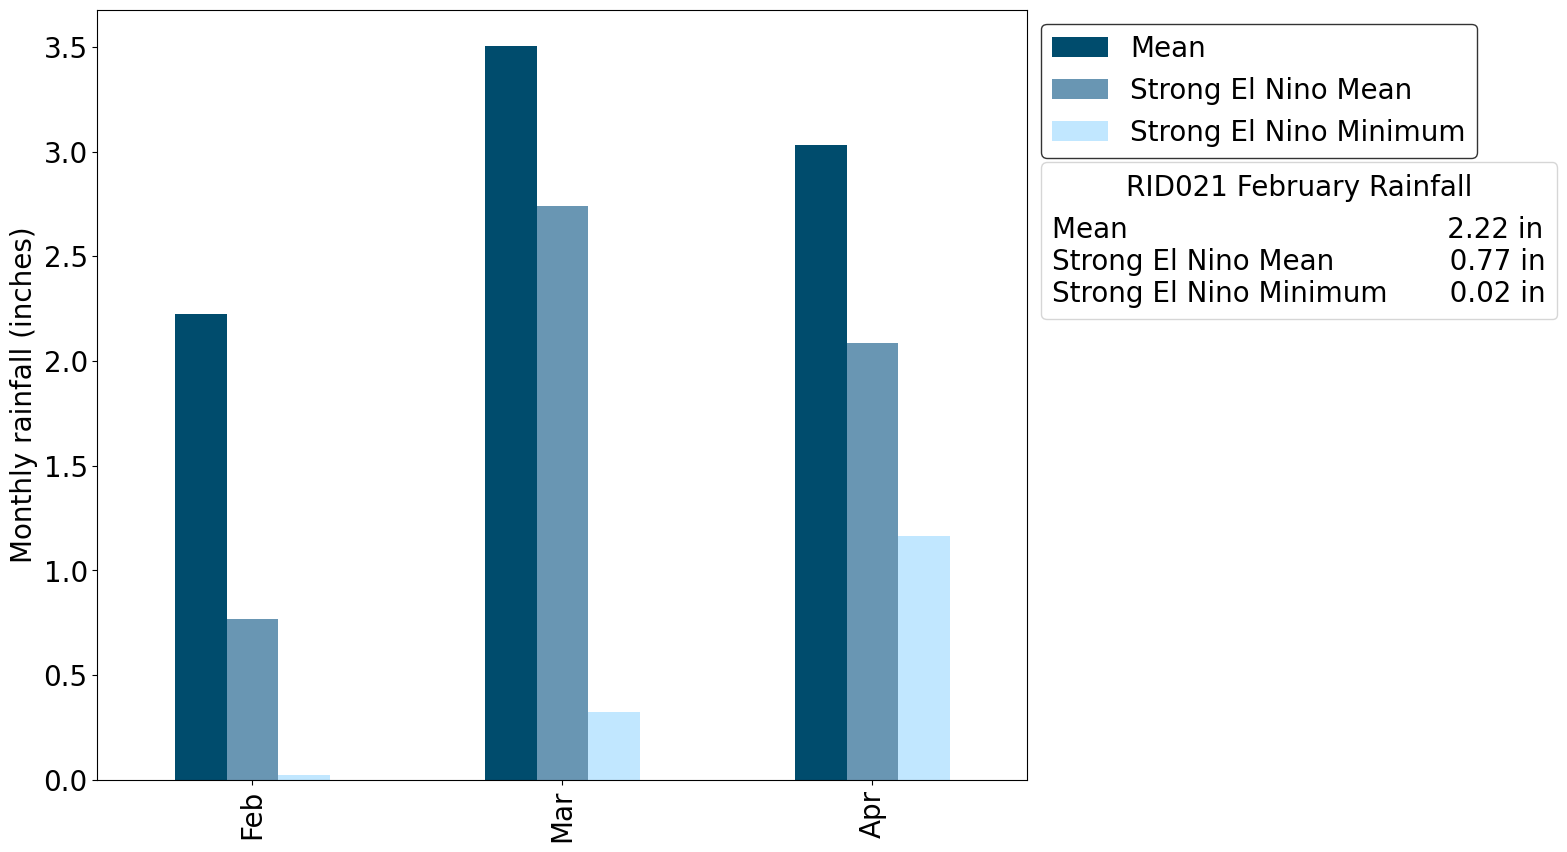 Monthly rainfall (inches)
3.5
3.0
2.5
2.0
1.5
1.0
0.5
0.0
Feb
Mar
Apr
Mean
Strong El Nino Mean
Strong El Nino Minimum
RID021 February Rainfall
Mean 2.22 in
Strong El Nino Mean 0.77 in
Strong El Nino Minimum 0.02 in